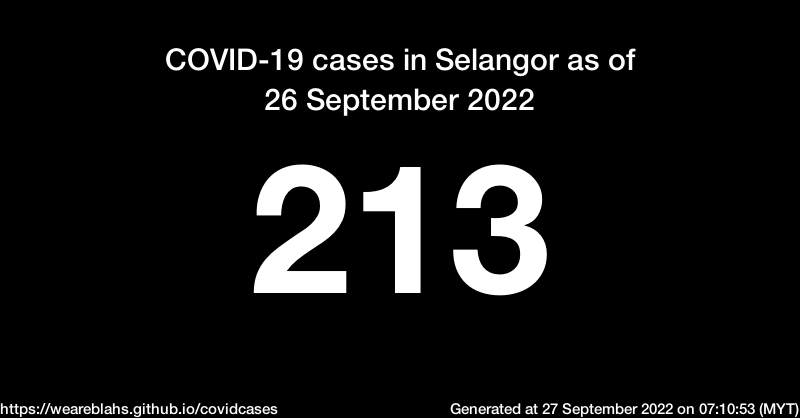 COVID-19 cases in Selangor as of
26 September 2022
213
https://weareblahs.github.io/covidcases
Generated at 27 September 2022 on 07:10:53 (MYT)